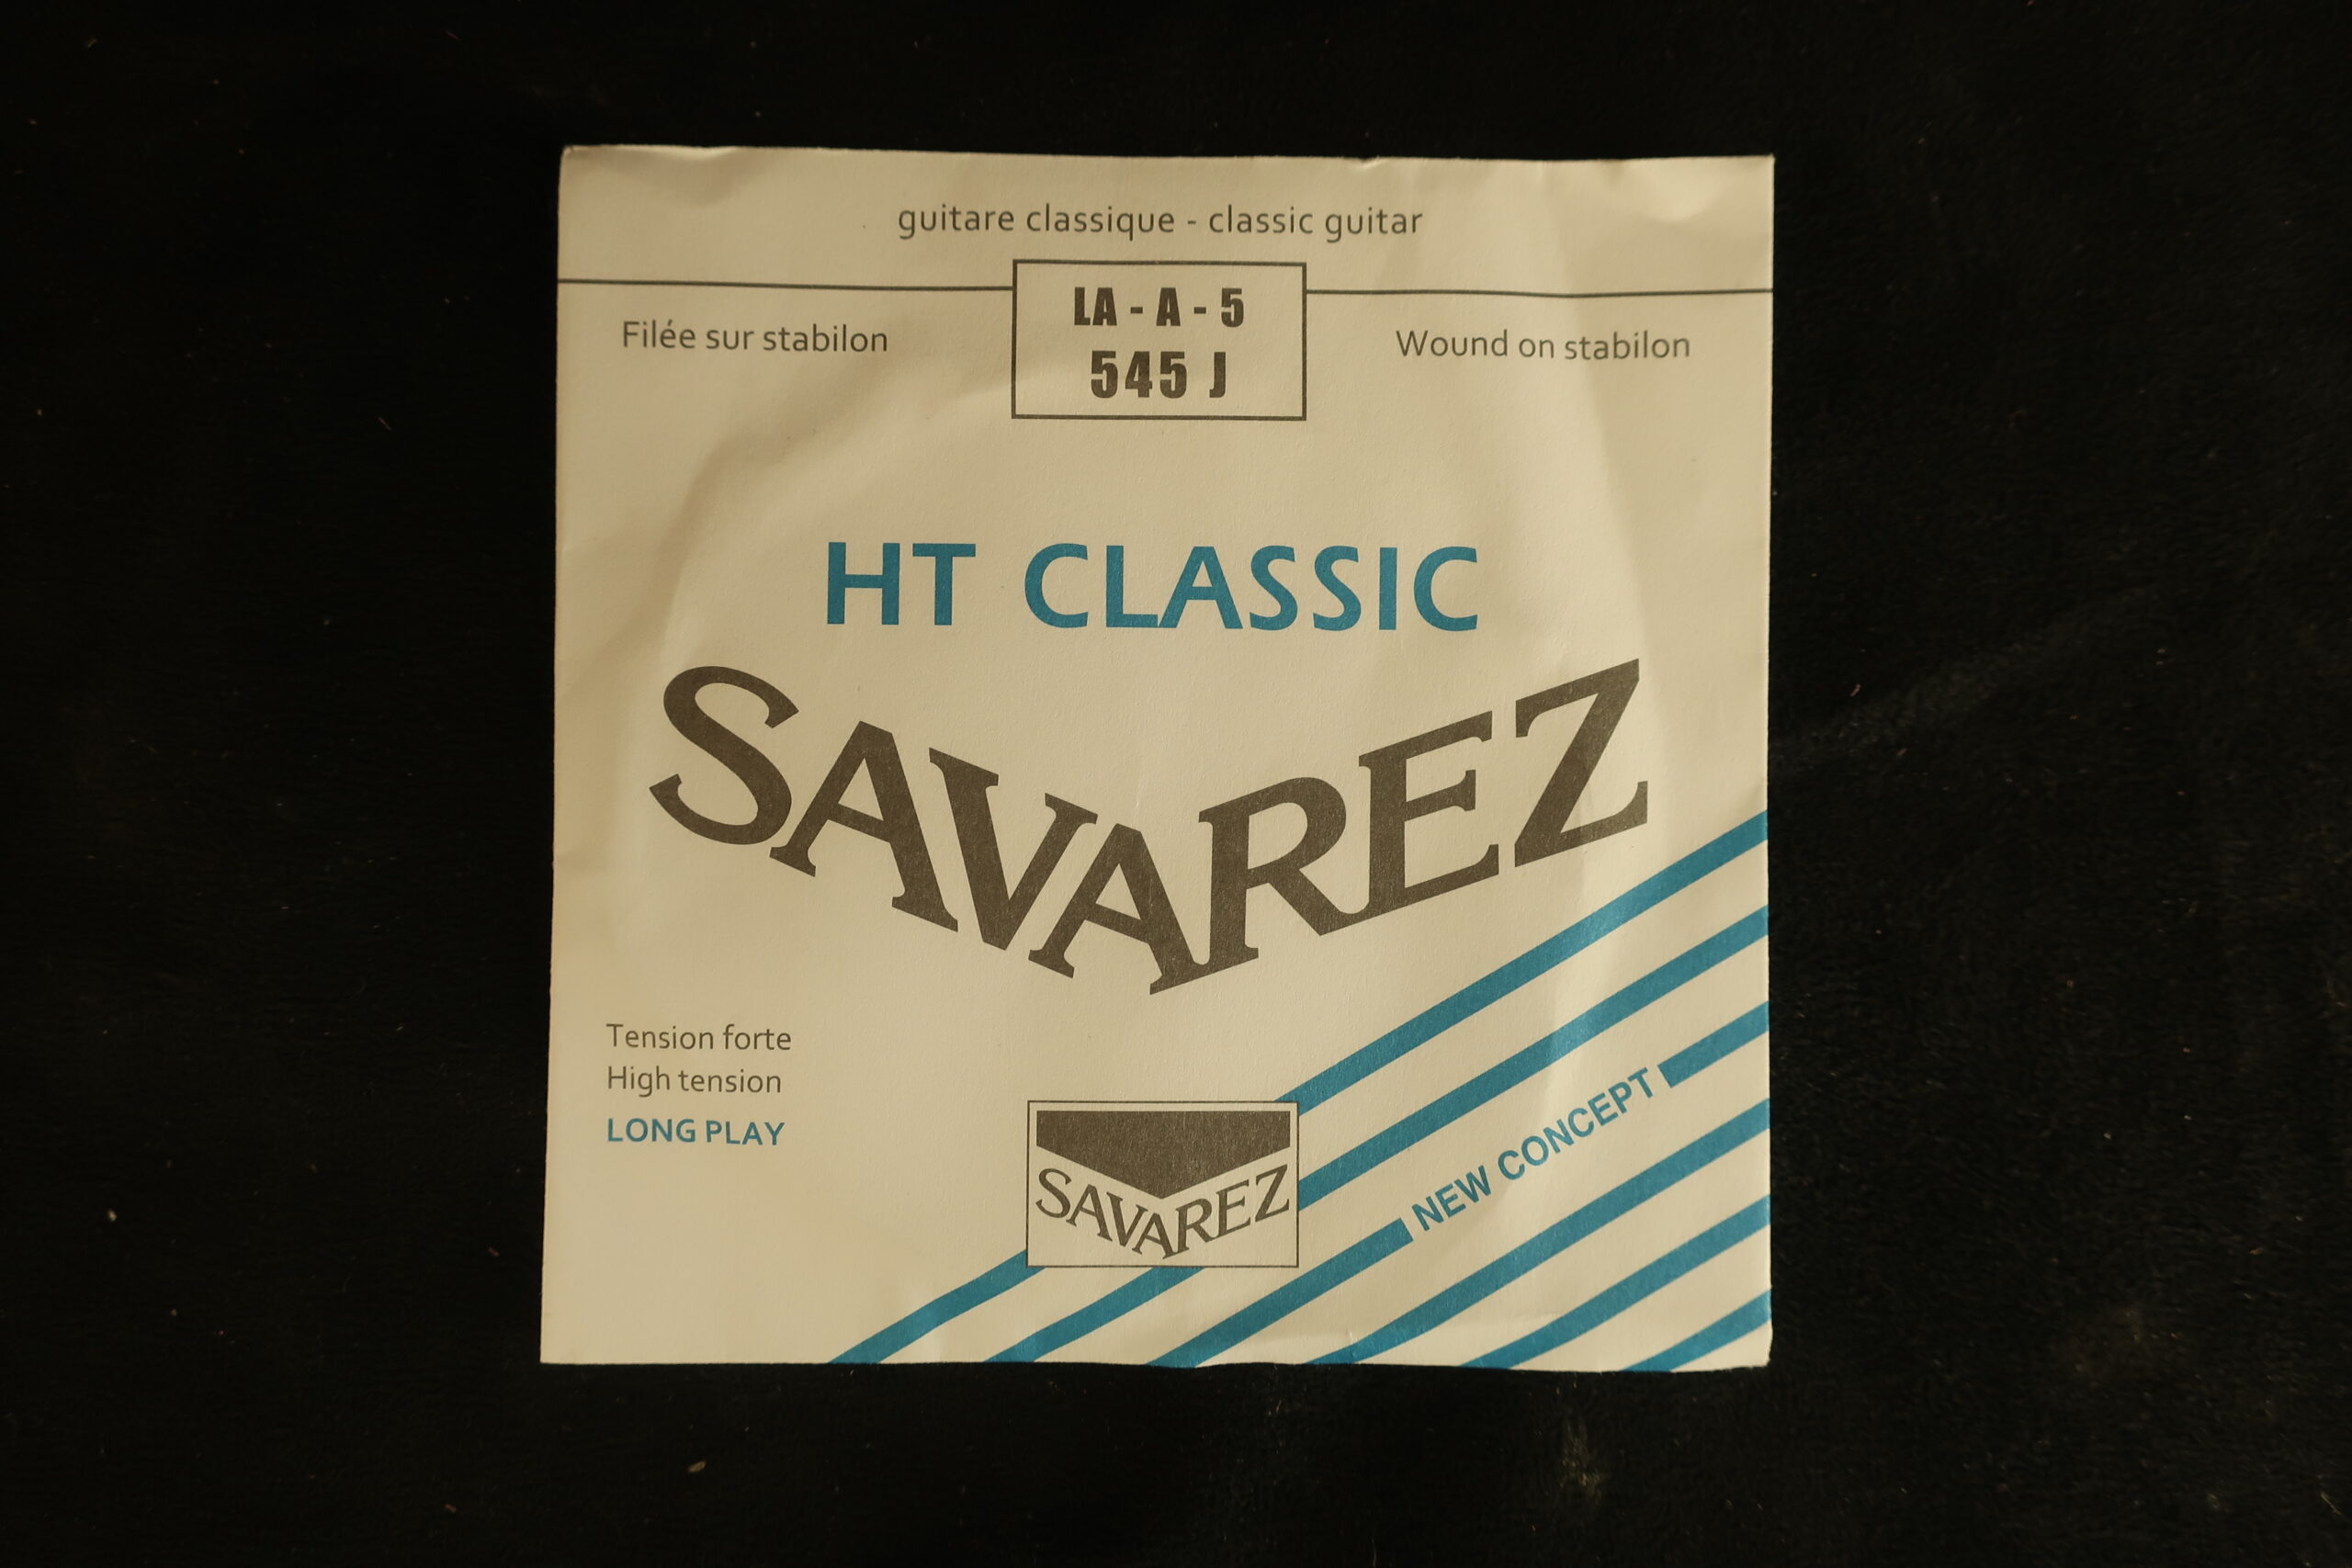 guitare classique - classic guitar
LA - A - 5
545 J
Filée sur stabilon
Wound on stabilon
HT CLASSIC
SAVAREZ
Tension forte
High tension
LONG PLAY
SAVAREZ
NEW CONCEPT